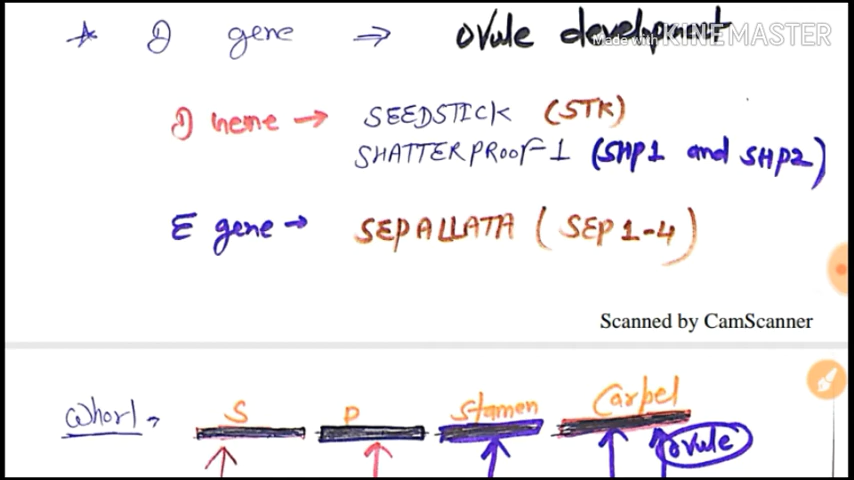 * D gene → Ovule development
Made with KINEMASTER
D neme → SEEDSTICK (STK)
SHATTERPROOF 1 (SHP1 and SHP2)
E gene → SEPALLATA (SEP 1-4)
Scanned by CamScanner
Whorl → S P Stamen Carpel
Ovule